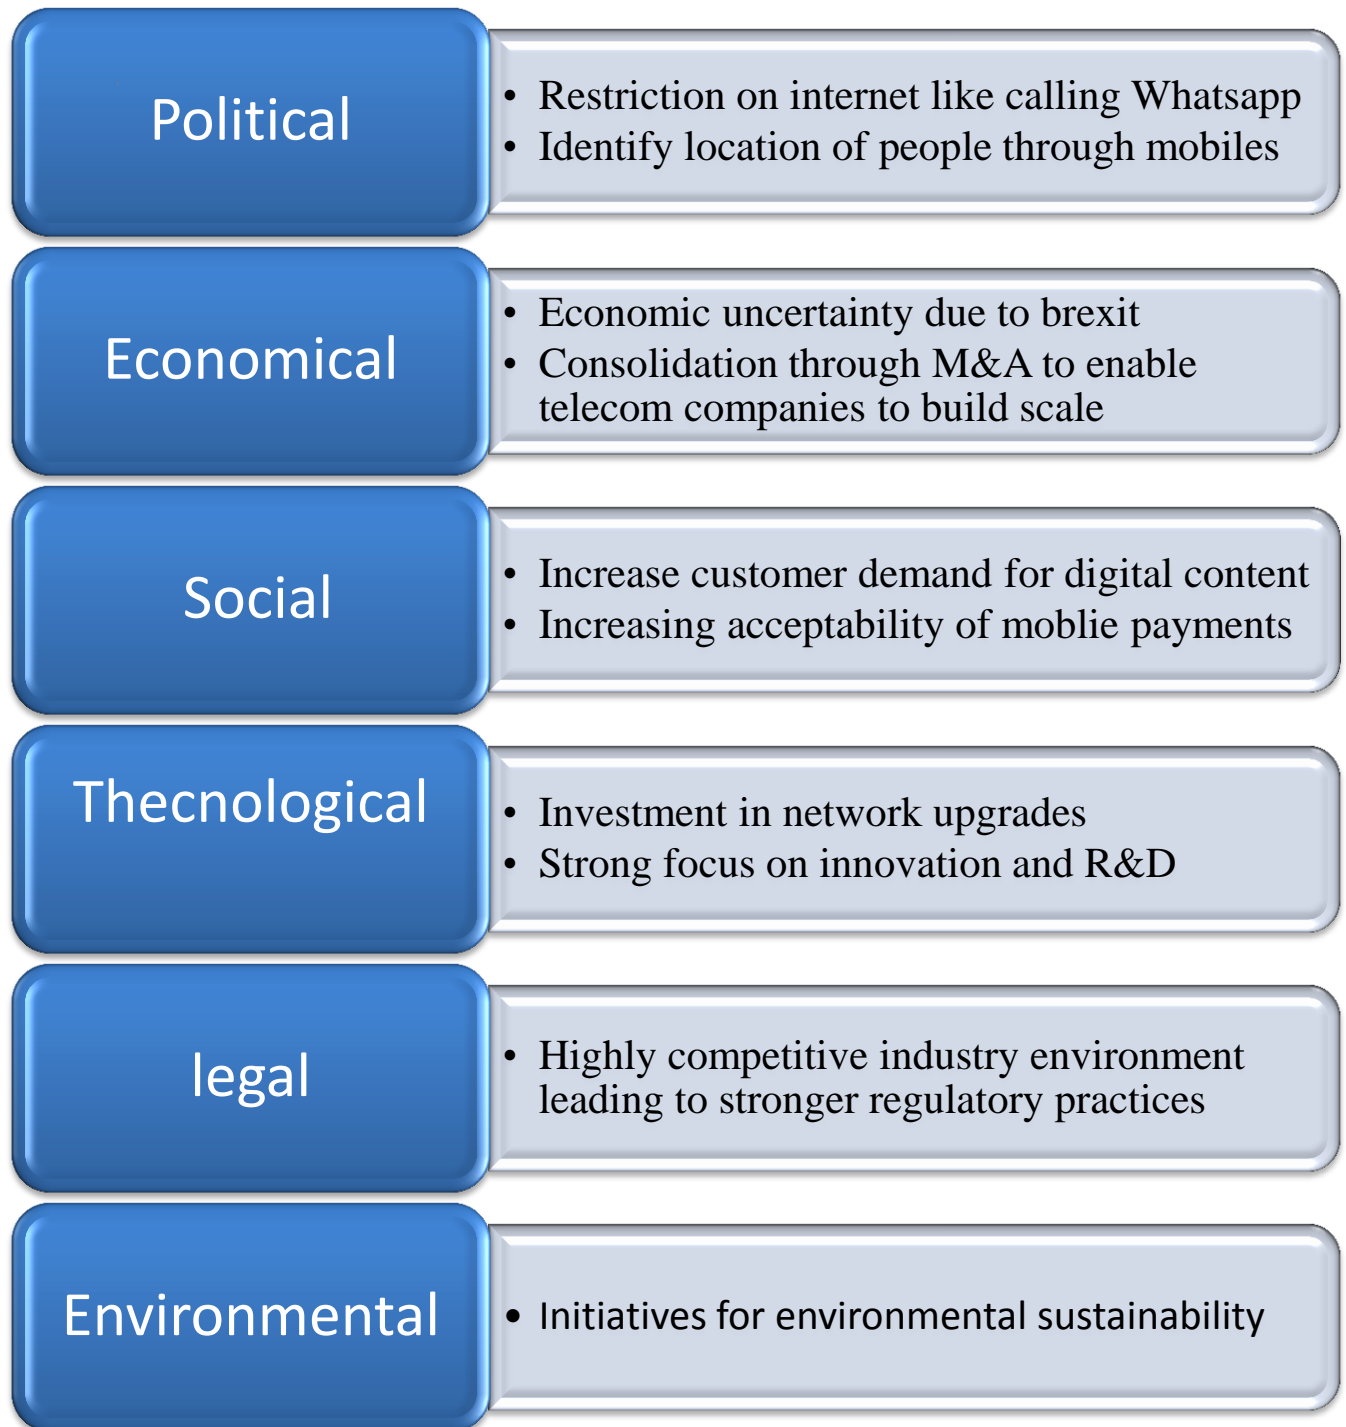 Political
• Restriction on internet like calling Whatsapp
• Identify location of people through mobiles
Economical
• Economic uncertainty due to brexit
• Consolidation through M&A to enable
telecom companies to build scale
Social
• Increase customer demand for digital content
• Increasing acceptability of moblie payments
Thecnological
• Investment in network upgrades
• Strong focus on innovation and R&D
legal
• Highly competitive industry environment
leading to stronger regulatory practices
Environmental
• Initiatives for environmental sustainability